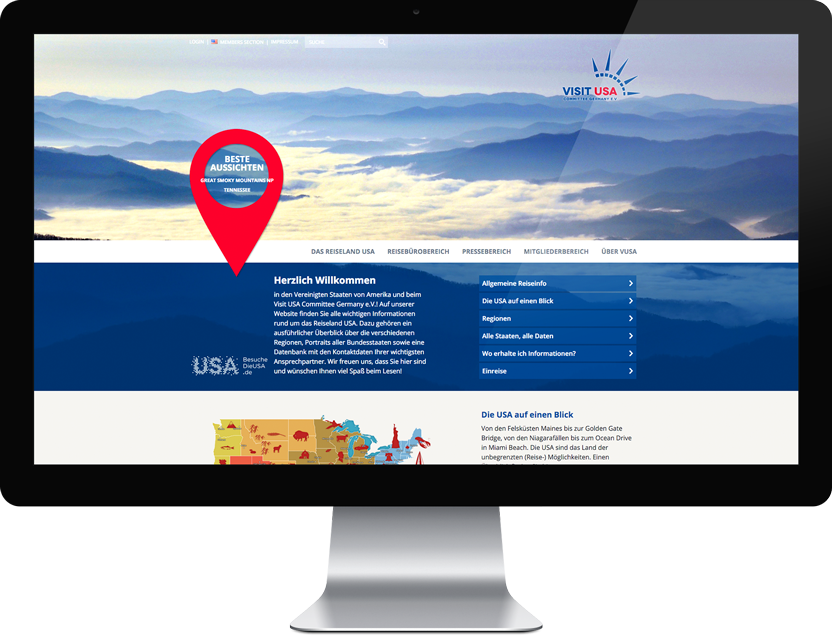 LOGIN | MEMBERS SECTION | IMPRESSUM
SUCHE
VISIT USA
COMMITTEE GERMANY E.V.
BESTE
AUSSICHTEN
GREAT SMOKY MOUNTAINS NP
TENNESSEE
DAS REISELAND USA REISEBÜROBEREICH PRESSEBEREICH MITGLIEDERBEREICH ÜBER VUSA
Herzlich Willkommen
in den Vereinigten Staaten von Amerika und beim
Visit USA Committee Germany e.V.! Auf unserer
Website finden Sie alle wichtigen Informationen
rund um das Reiseland USA. Dazu gehören ein
ausführlicher Überblick über die verschiedenen
Regionen, Portraits aller Bundesstaaten sowie eine
Datenbank mit den Kontaktdaten Ihrer wichtigsten
Ansprechpartner. Wir freuen uns, dass Sie hier sind
und wünschen Ihnen viel Spaß beim Lesen!
Allgemeine Reiseinfo
Die USA auf einen Blick
Regionen
Alle Staaten, alle Daten
Wo erhalte ich Informationen?
Einreise
USA
Besuche
DieUSA
.de
Die USA auf einen Blick
Von den Felsküsten Maines bis zur Golden Gate
Bridge, von den Niagarafällen bis zum Ocean Drive
in Miami Beach. Die USA sind das Land der
unbegrenzten (Reise-) Möglichkeiten. Einen